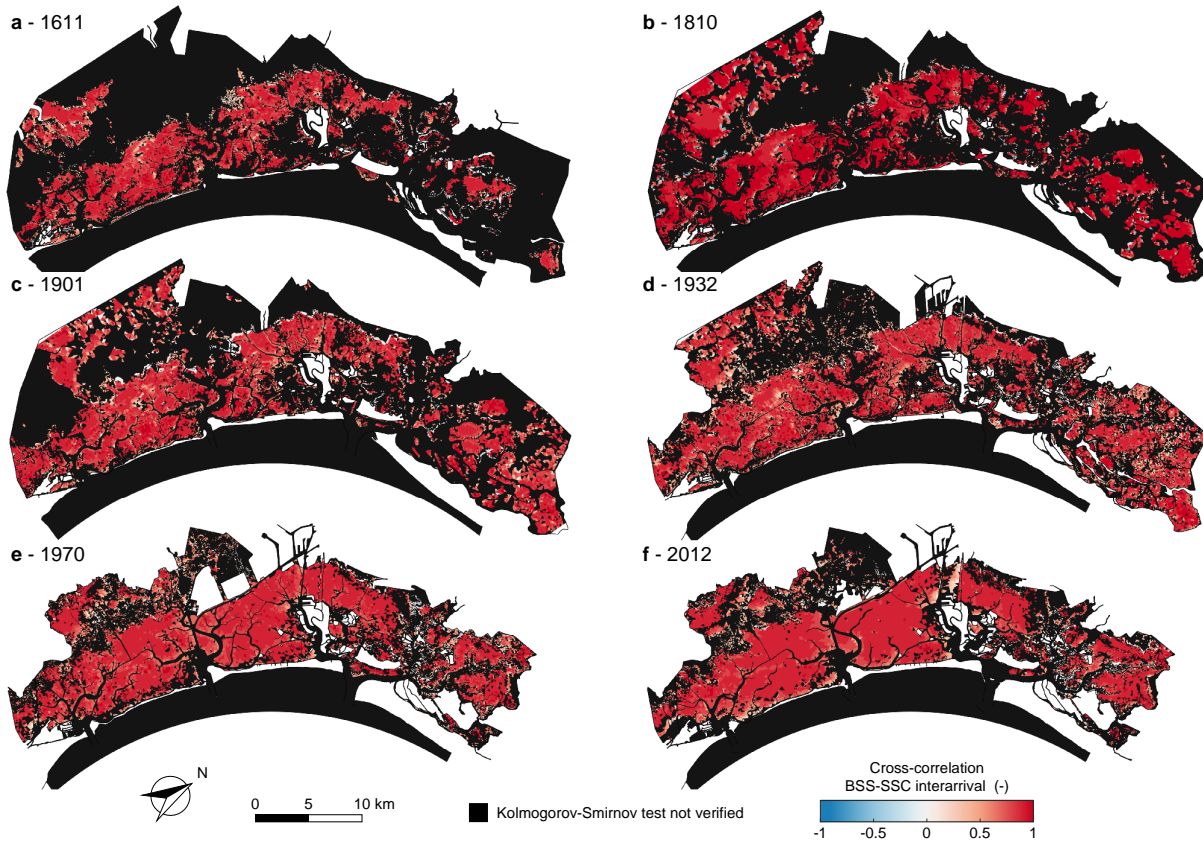 a - 1611
b - 1810
c - 1901
d - 1932
e - 1970
f - 2012
N
0 5 10 km
Kolmogorov-Smirnov test not verified
Cross-correlation
BSS-SSC interarrival (-)
-1 -0.5 0 0.5 1